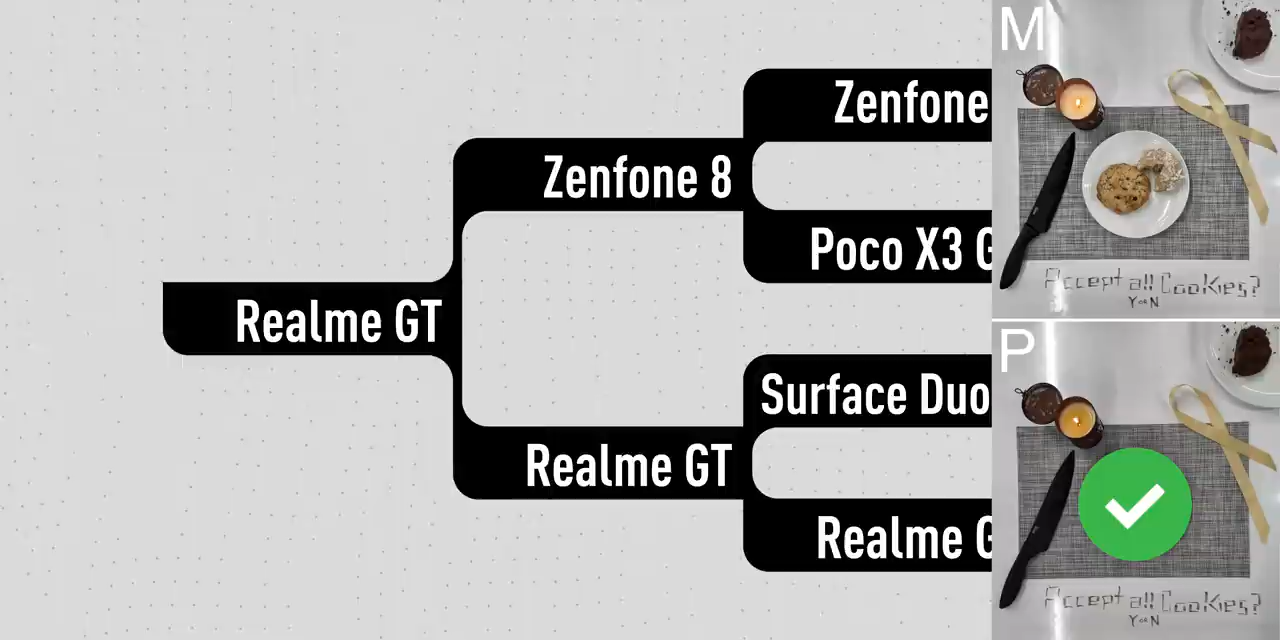 Zenfone
Zenfone 8
Poco X3
Realme GT
Surface Duo
Realme GT
Realme
M
Accept all Cookies?
Y or N
P
Accept all Cookies?
Y or N